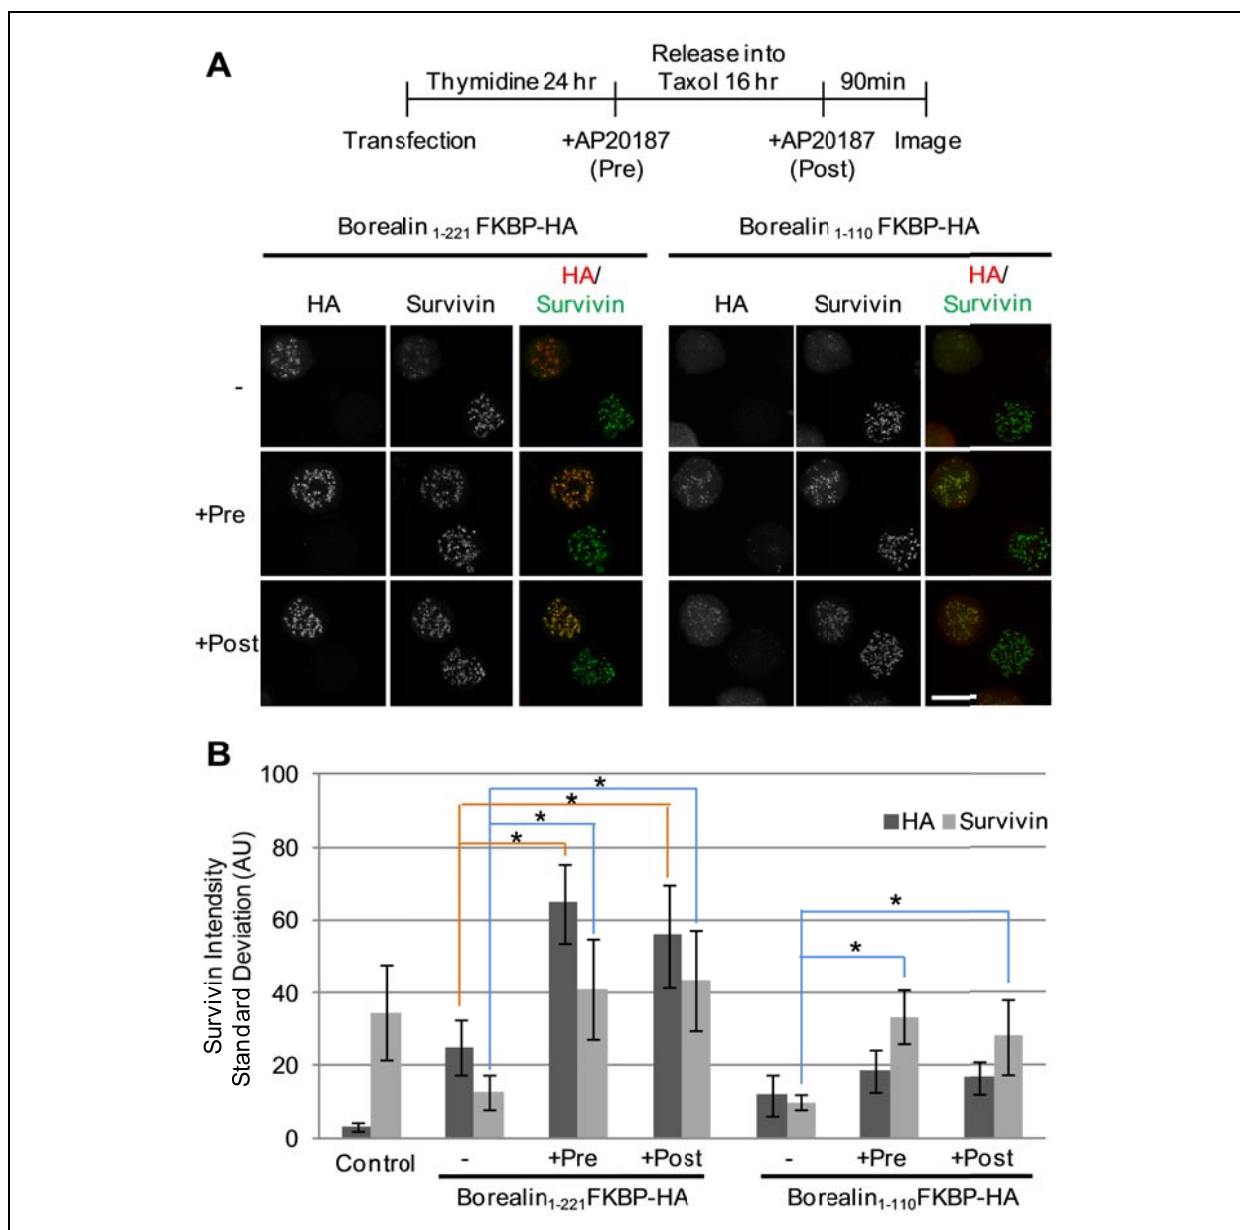 A
Release into
Thymidine 24 hr Taxol 16 hr 90min
Transfection +AP20187 +AP20187 Image
(Pre) (Post)
Borealin 1-221 FKBP-HA Borealin 1-110 FKBP-HA
HA/ HA/
HA Survivin Survivin HA Survivin Survivin
-
+Pre
+Post
B
100
80
60
40
20
0
Survivin Intendsity
Standard Deviation (AU)
* * * *
* *
HA Survivin
Control - +Pre +Post - +Pre +Post
Borealin1-221FKBP-HA Borealin1-110FKBP-HA